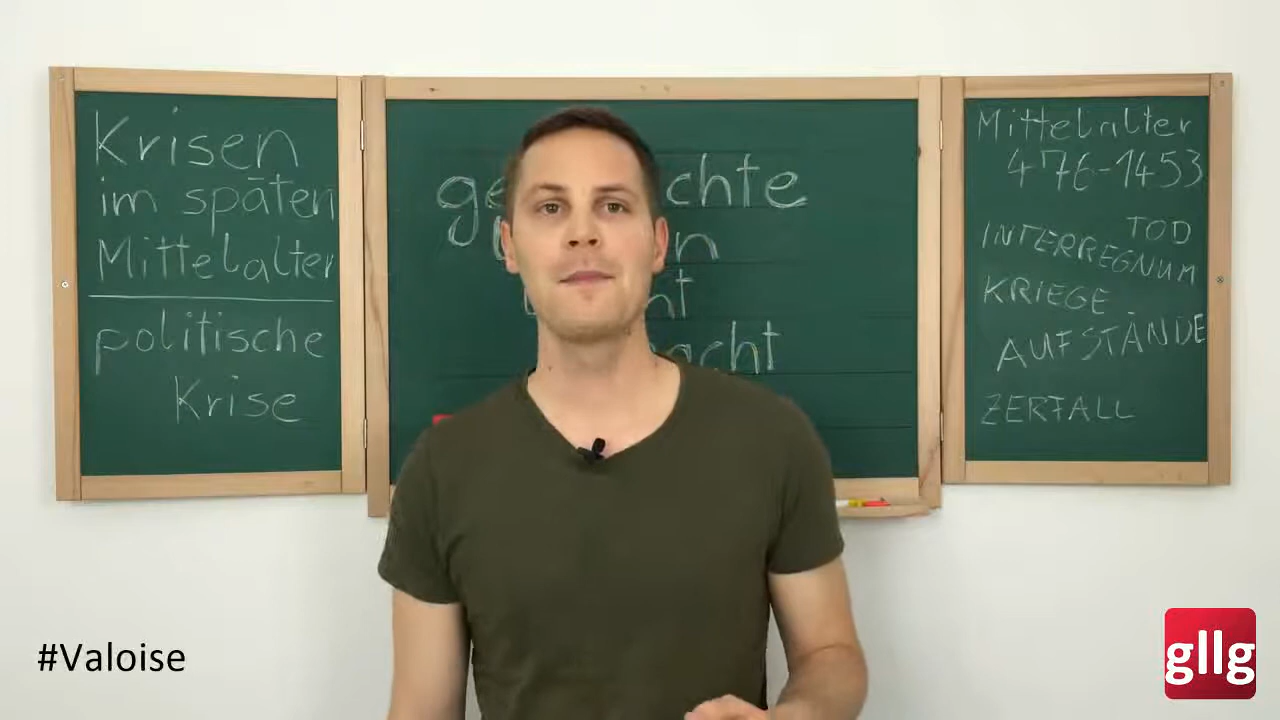 Krisen
im späten
Mittelalter
politische
Krise
Mittelalter
476-1453
TOD
INTERREGNUM
KRIEGE
AUFSTÄNDE
ZERFALL
#Valoise
gllg